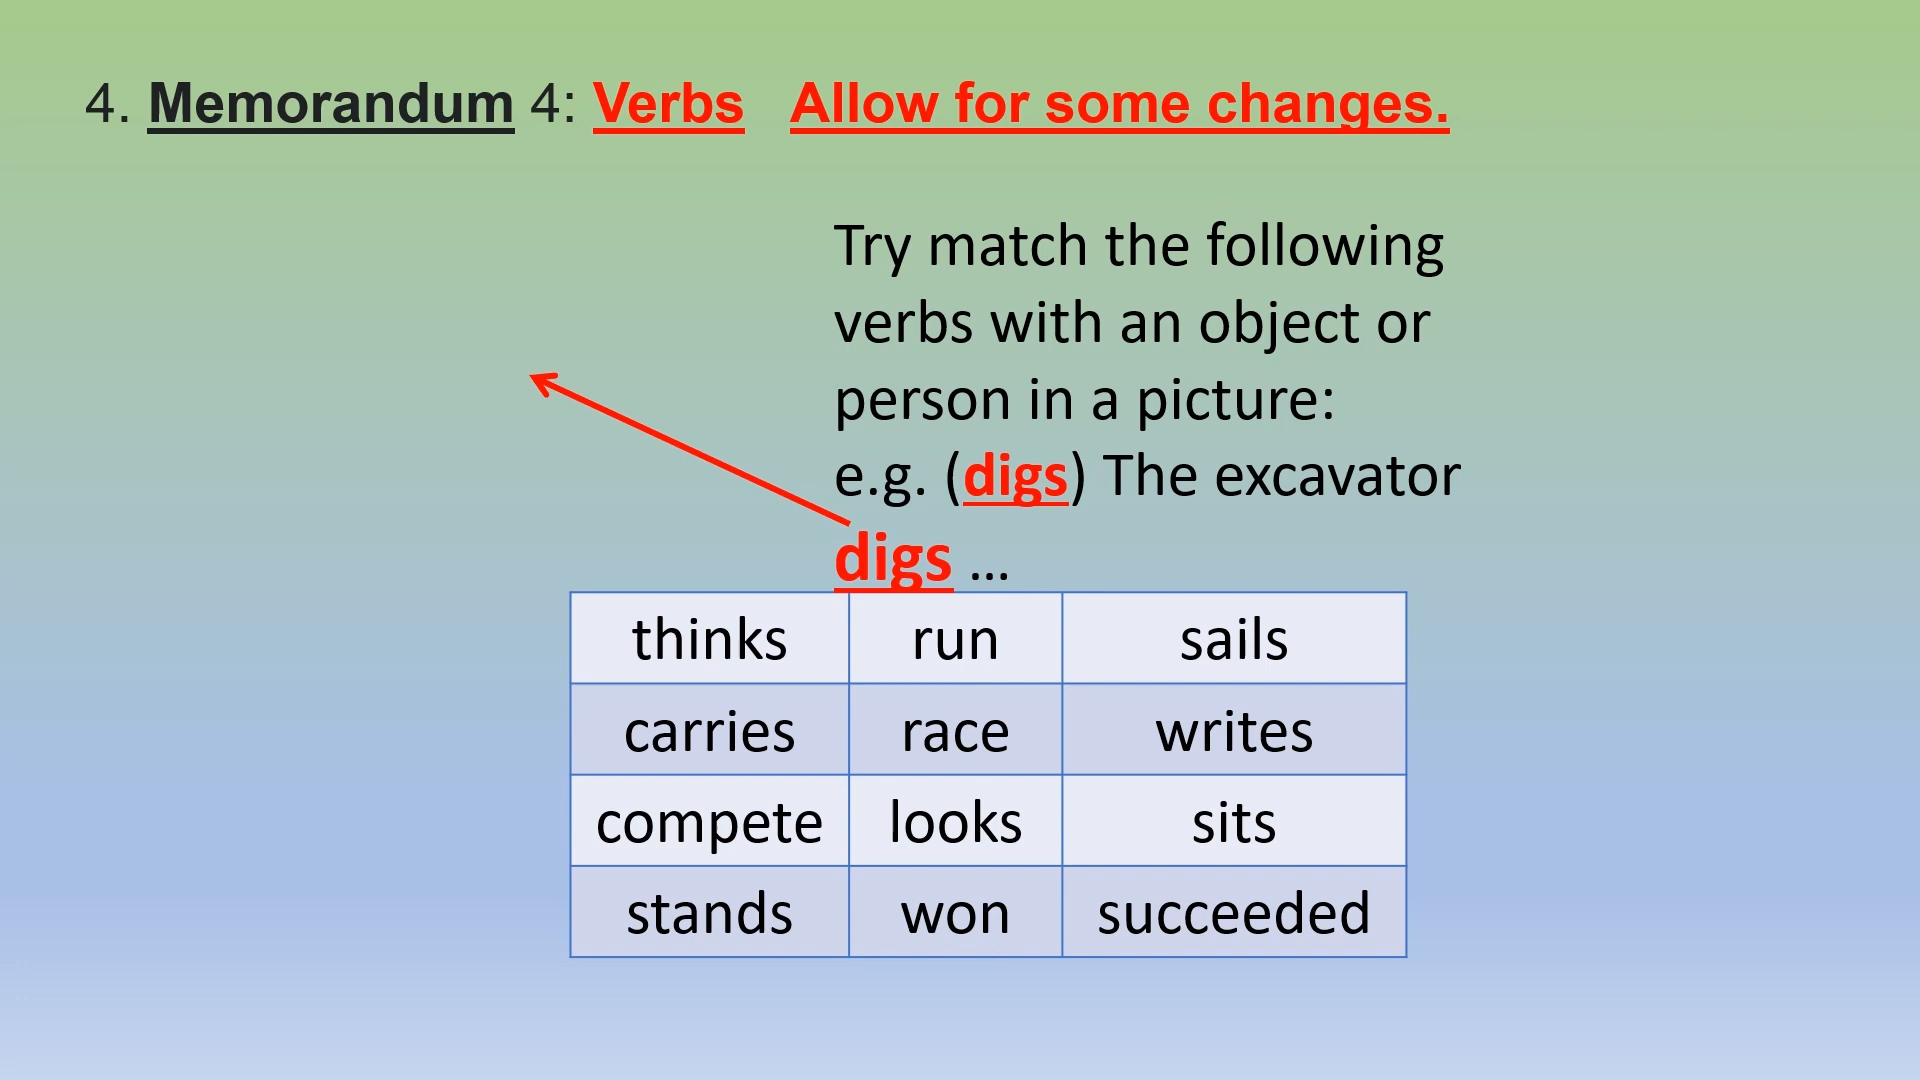 4. Memorandum 4: Verbs Allow for some changes.
Try match the following
verbs with an object or
person in a picture:
e.g. (digs) The excavator
digs ...
thinks run sails
carries race writes
compete looks sits
stands won succeeded